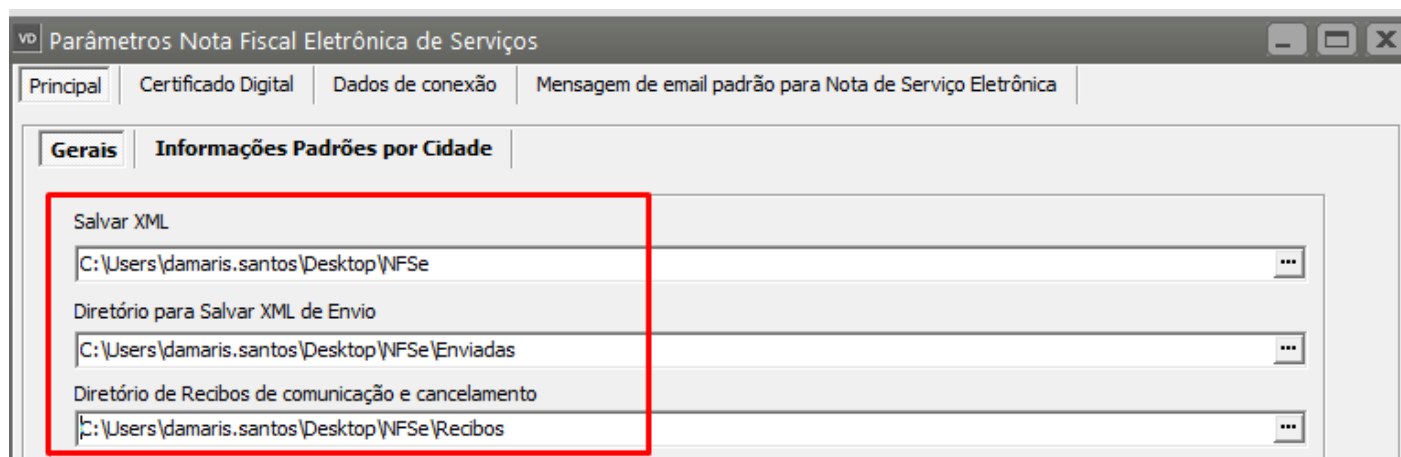 VD Parâmetros Nota Fiscal Eletrônica de Serviços
Principal Certificado Digital Dados de conexão Mensagem de email padrão para Nota de Serviço Eletrônica
Gerais Informações Padrões por Cidade
Salvar XML
C:\Users\damaris.santos\Desktop\NFSe ...
Diretório para Salvar XML de Envio
C:\Users\damaris.santos\Desktop\NFSe\Enviadas ...
Diretório de Recibos de comunicação e cancelamento
C:\Users\damaris.santos\Desktop\NFSe\Recibos ...